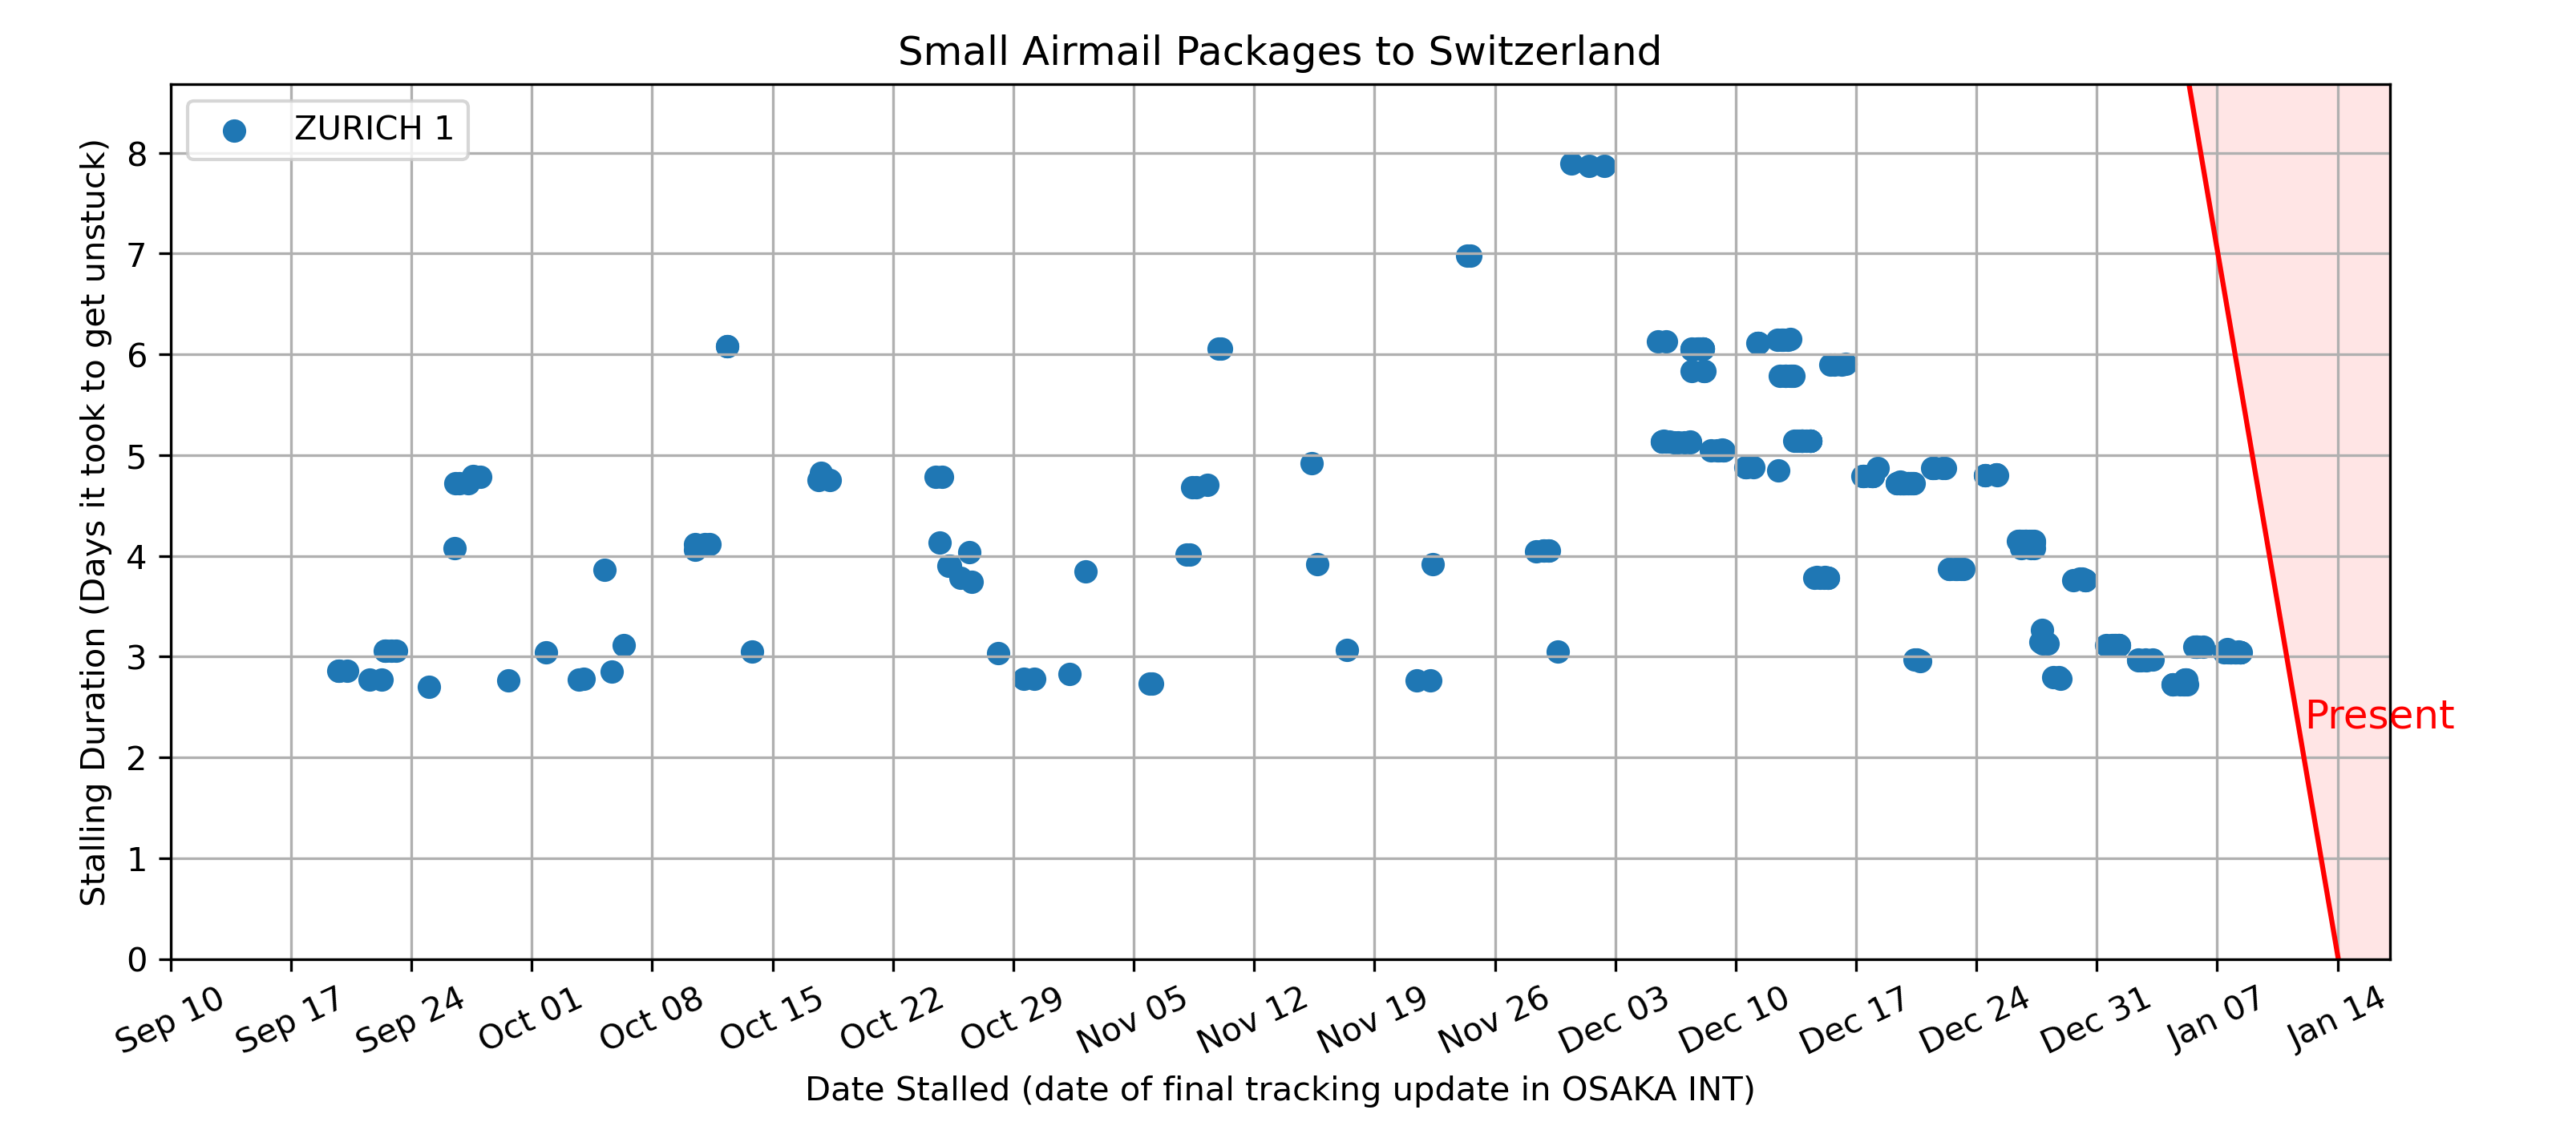 Small Airmail Packages to Switzerland
ZURICH 1
Stalling Duration (Days it took to get unstuck)
8
7
6
5
4
3
2
1
0
Present
Sep 10
Sep 17
Sep 24
Oct 01
Oct 08
Oct 15
Oct 22
Oct 29
Nov 05
Nov 12
Nov 19
Nov 26
Dec 03
Dec 10
Dec 17
Dec 24
Dec 31
Jan 07
Jan 14
Date Stalled (date of final tracking update in OSAKA INT)